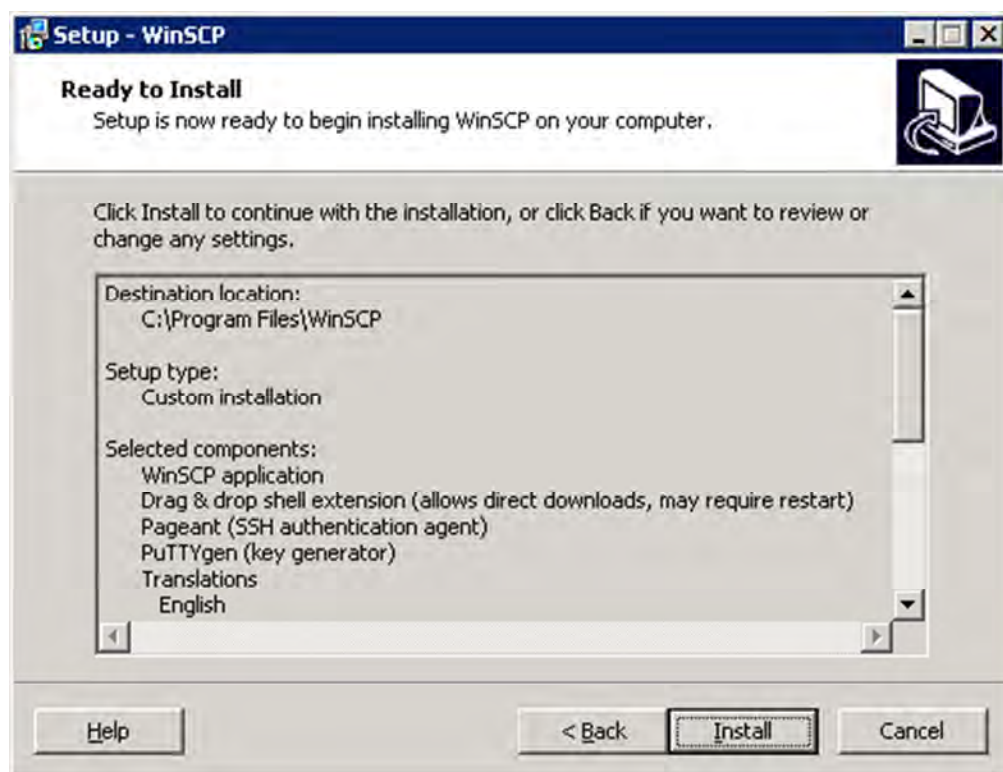 Setup - WinSCP
Ready to Install
Setup is now ready to begin installing WinSCP on your computer.
Click Install to continue with the installation, or click Back if you want to review or
change any settings.
Destination location:
C:\Program Files\WinSCP
Setup type:
Custom installation
Selected components:
WinSCP application
Drag & drop shell extension (allows direct downloads, may require restart)
Pageant (SSH authentication agent)
PuTTYgen (key generator)
Translations
English
Help
< Back
Install
Cancel